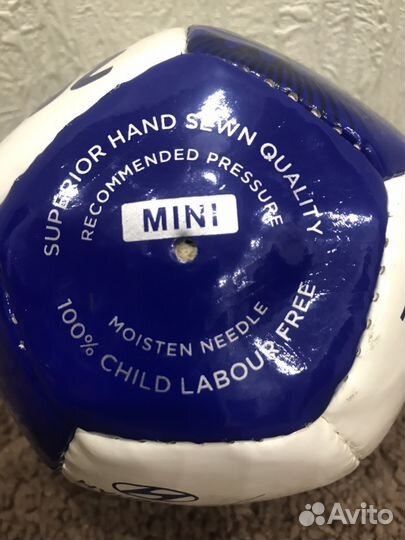 SUPERIOR HAND SEWN QUALITY
RECOMMENDED PRESSURE
MINI
MOISTEN NEEDLE
100% CHILD LABOUR FREE
Avito